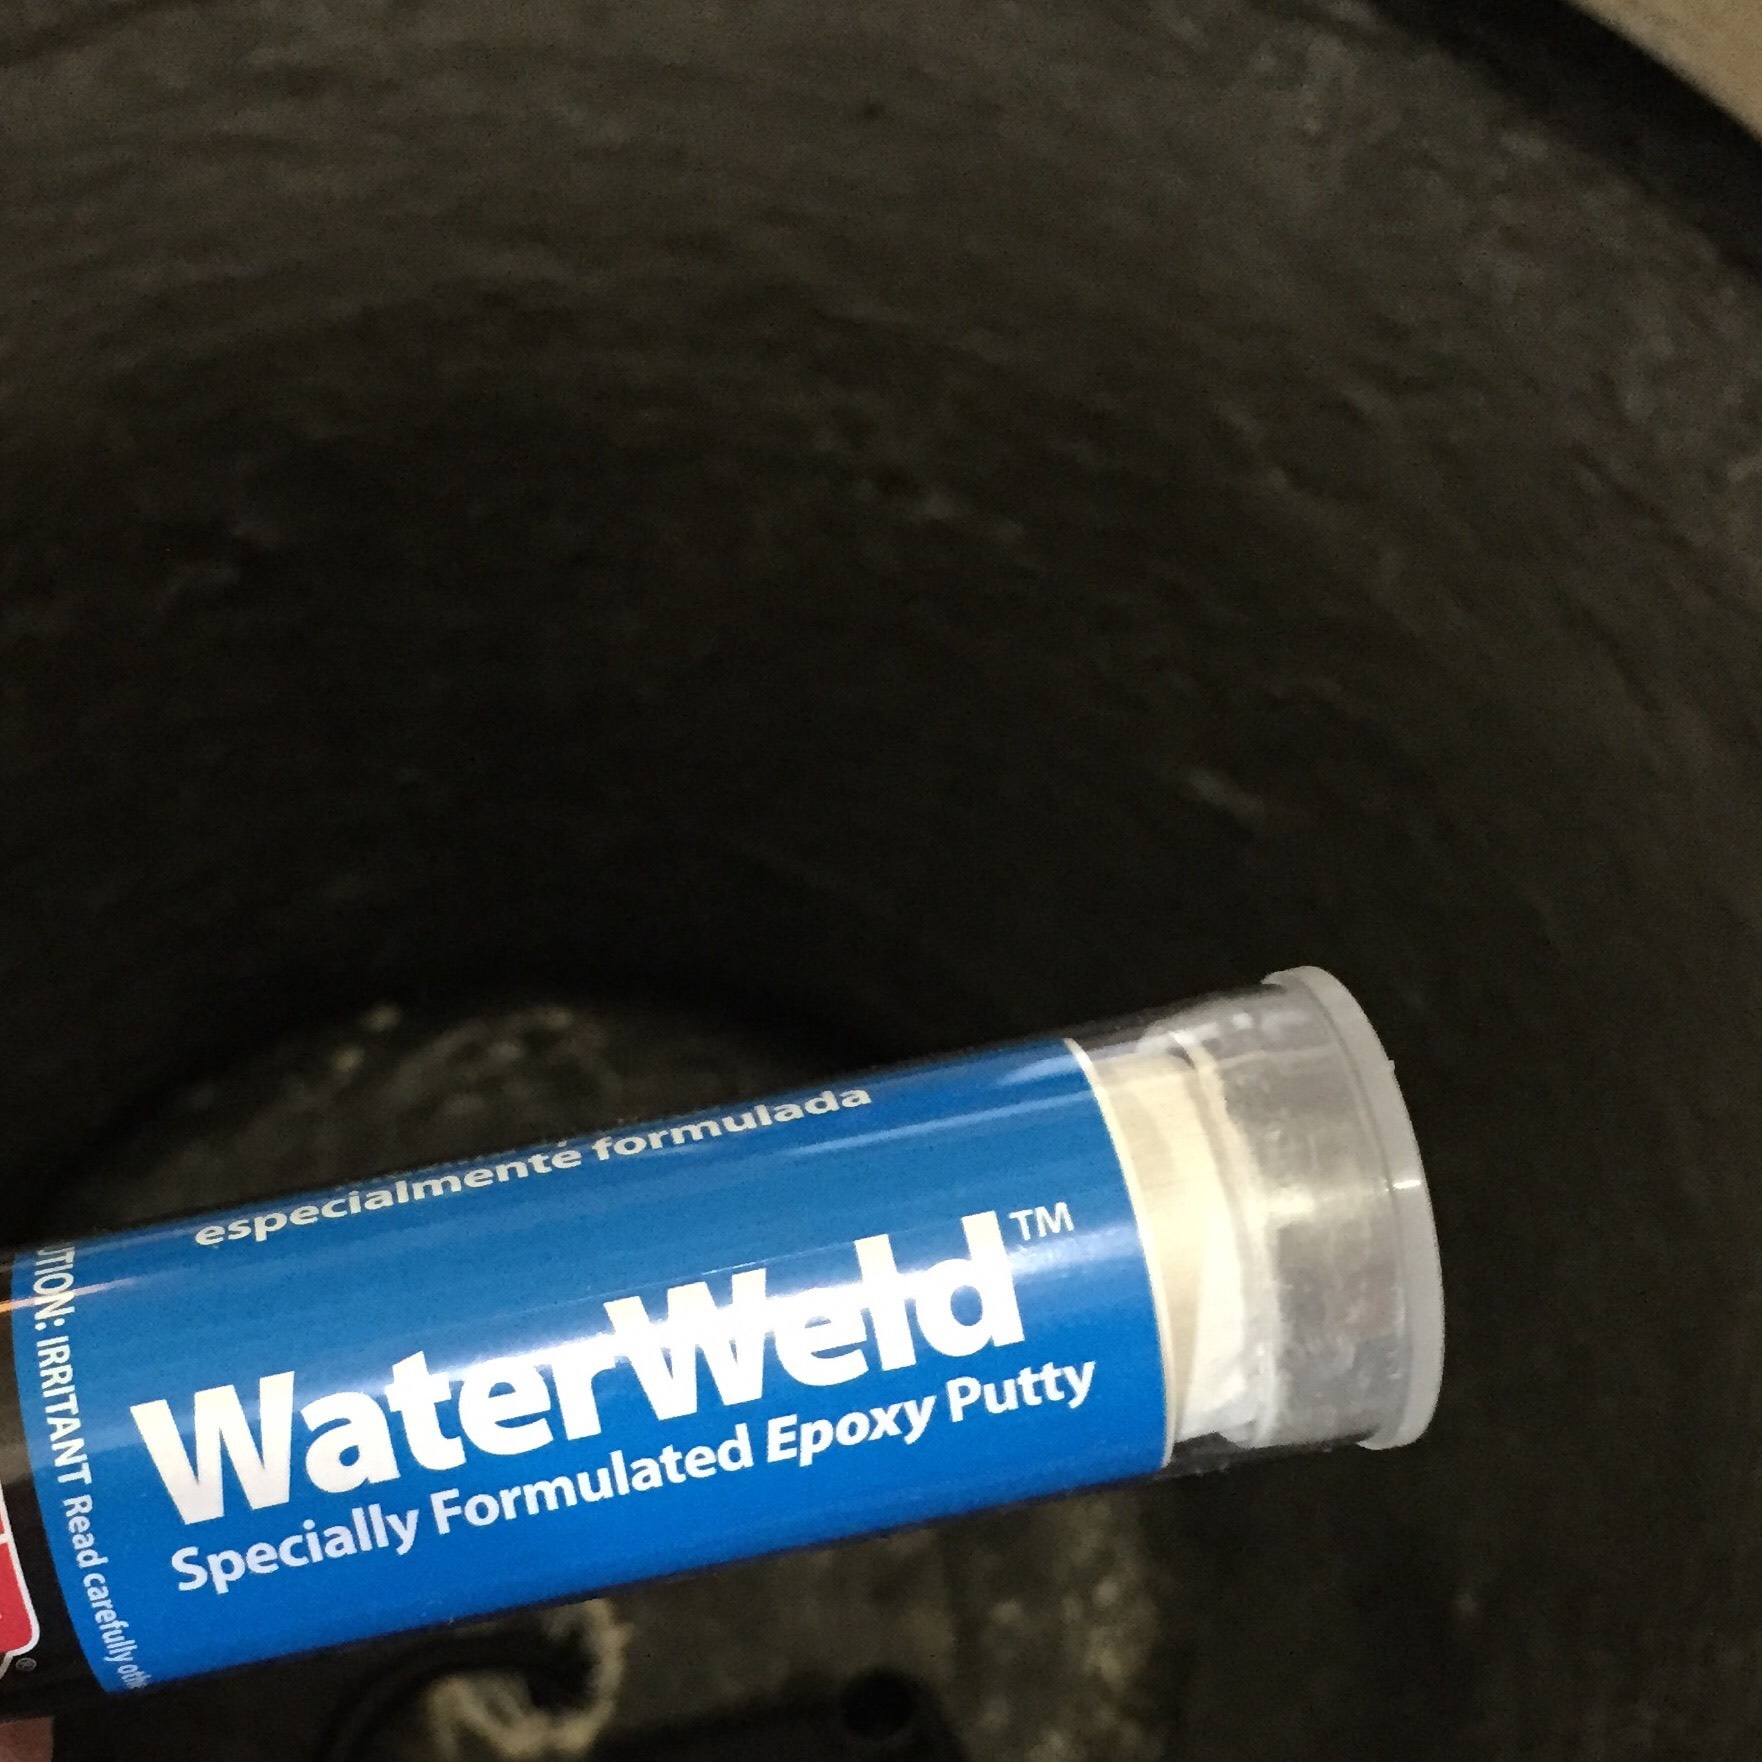 especialmente formulada
WaterWeld™
Specially Formulated Epoxy Putty
UTION: IRRITANT Read carefully
®